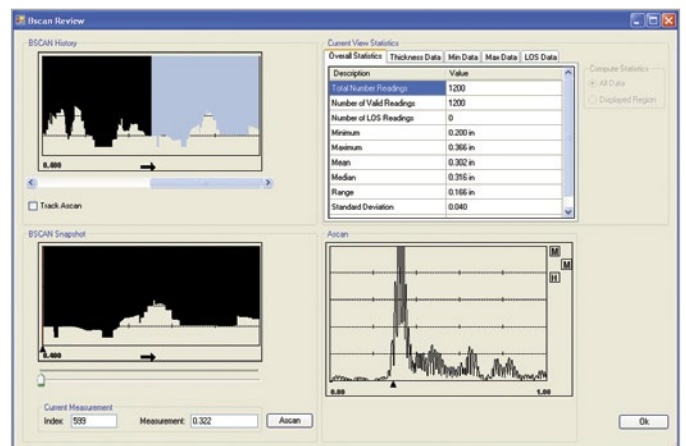 Bscan Review
BSCAN History
0.400
Track Ascan
BSCAN Snapshot
0.400
Current Measurement
Index: 599 Measurement: 0.322 Ascan
Current View Statistics
Overall Statistics Thickness Data Min Data Max Data LOS Data
Description Value
Total Number Readings 1200
Number of Valid Readings 1200
Number of LOS Readings 0
Minimum 0.200 in
Maximum 0.366 in
Mean 0.302 in
Median 0.316 in
Range 0.166 in
Standard Deviation 0.040
Compute Statistics
All Data
Displayed Region
Ascan
M
M
H
0.00 1.00
Ok